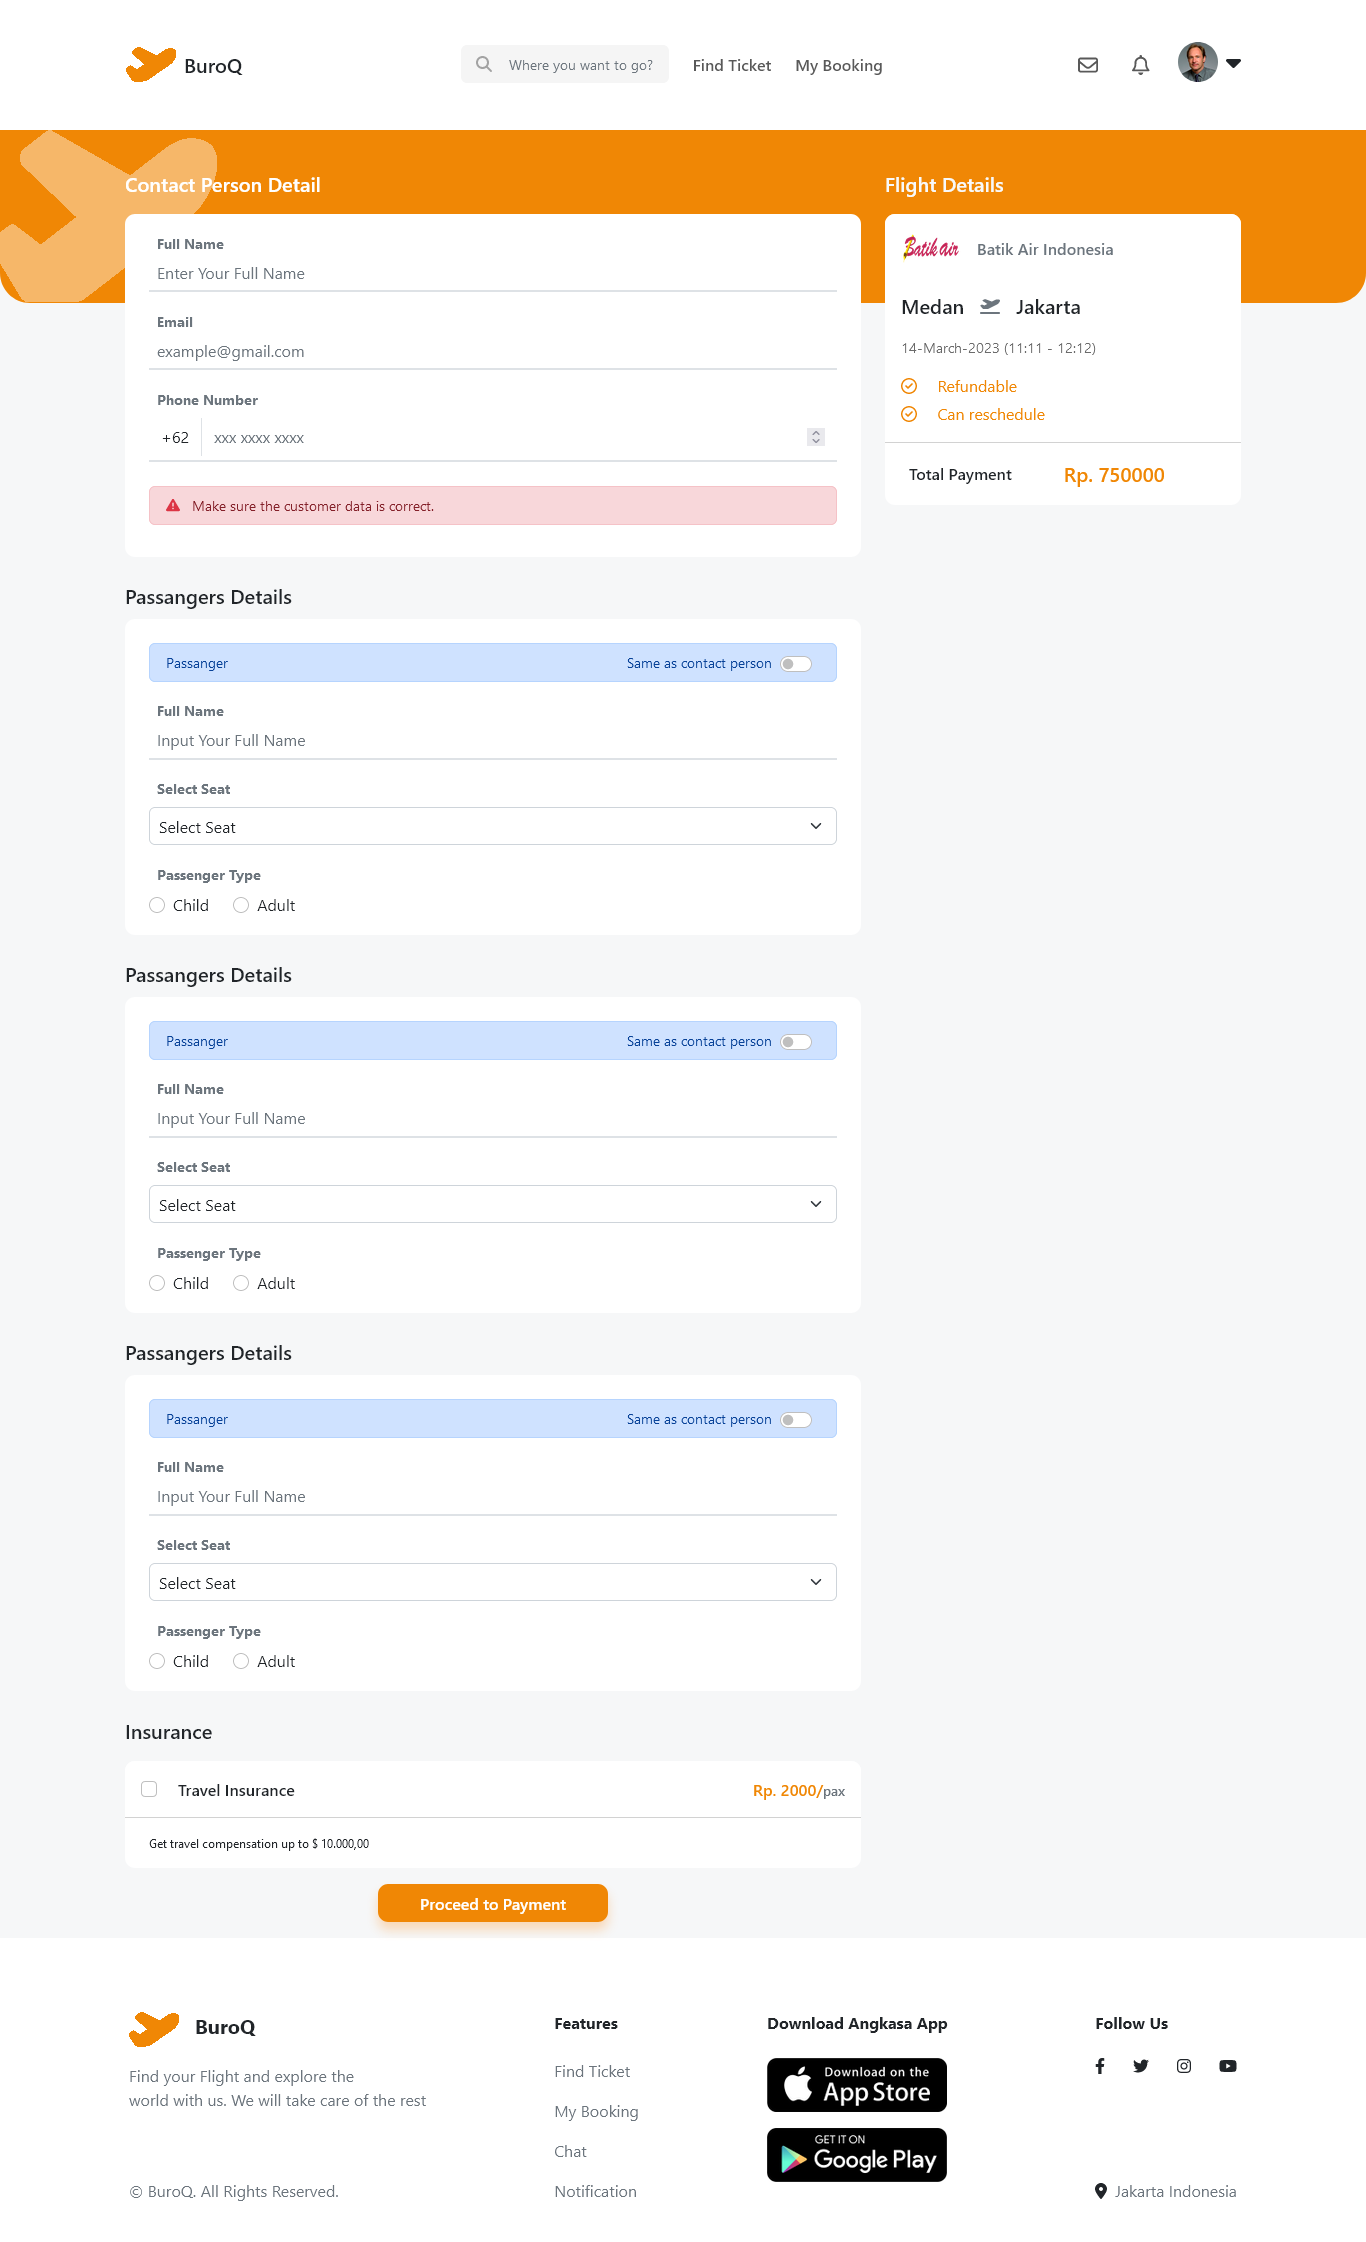 BuroQ
Where you want to go?
Find Ticket
My Booking
Contact Person Detail
Full Name
Enter Your Full Name
Email
example@gmail.com
Phone Number
+62 xxx xxxx xxxx
Make sure the customer data is correct.
Flight Details
Batik Air
Batik Air Indonesia
Medan Jakarta
14-March-2023 (11:11 - 12:12)
Refundable
Can reschedule
Total Payment Rp. 750000
Passangers Details
Passanger Same as contact person
Full Name
Input Your Full Name
Select Seat
Select Seat
Passenger Type
Child Adult
Passangers Details
Passanger Same as contact person
Full Name
Input Your Full Name
Select Seat
Select Seat
Passenger Type
Child Adult
Passangers Details
Passanger Same as contact person
Full Name
Input Your Full Name
Select Seat
Select Seat
Passenger Type
Child Adult
Insurance
Travel Insurance Rp. 2000/pax
Get travel compensation up to $ 10.000,00
Proceed to Payment
BuroQ
Find your Flight and explore the
world with us. We will take care of the rest
© BuroQ. All Rights Reserved.
Features
Find Ticket
My Booking
Chat
Notification
Download Angkasa App
Download on the
App Store
GET IT ON
Google Play
Follow Us
Jakarta Indonesia